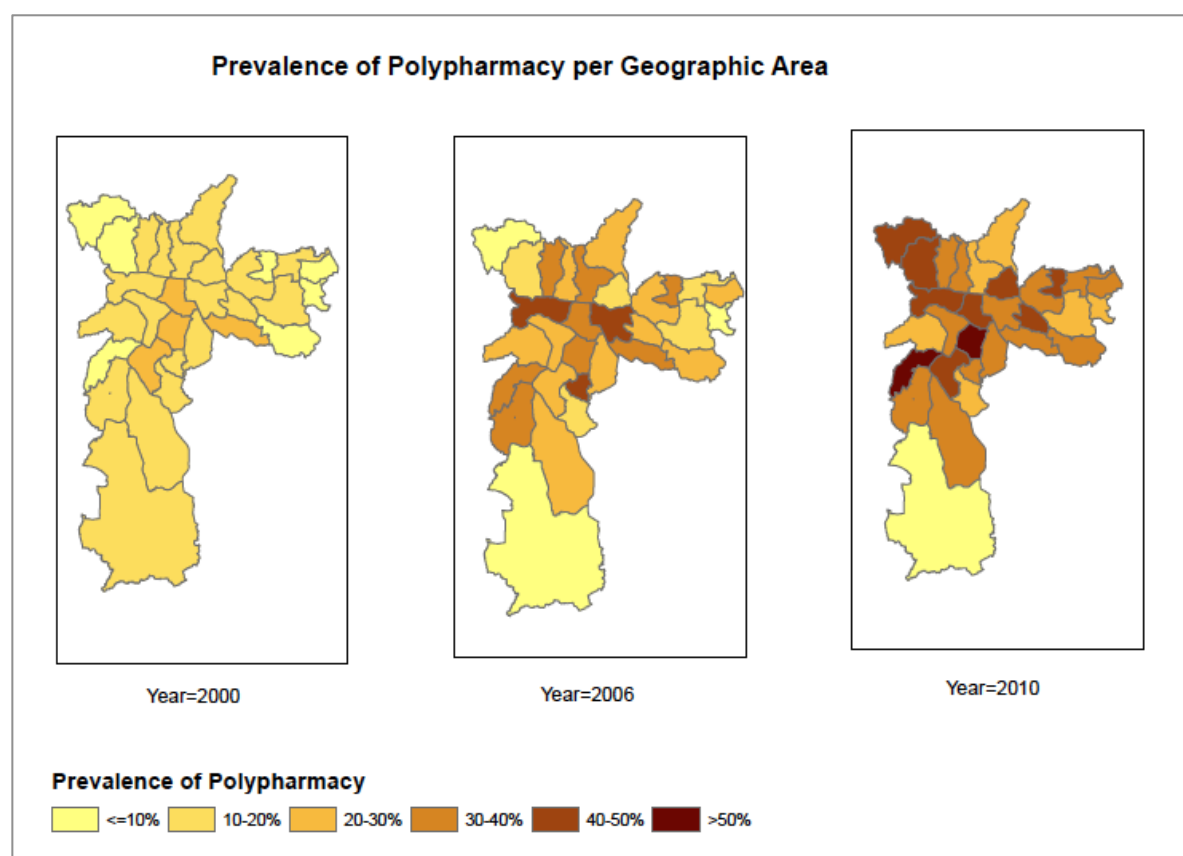 Prevalence of Polypharmacy per Geographic Area
Year=2000
Year=2006
Year=2010
Prevalence of Polypharmacy
<=10%
10-20%
20-30%
30-40%
40-50%
>50%